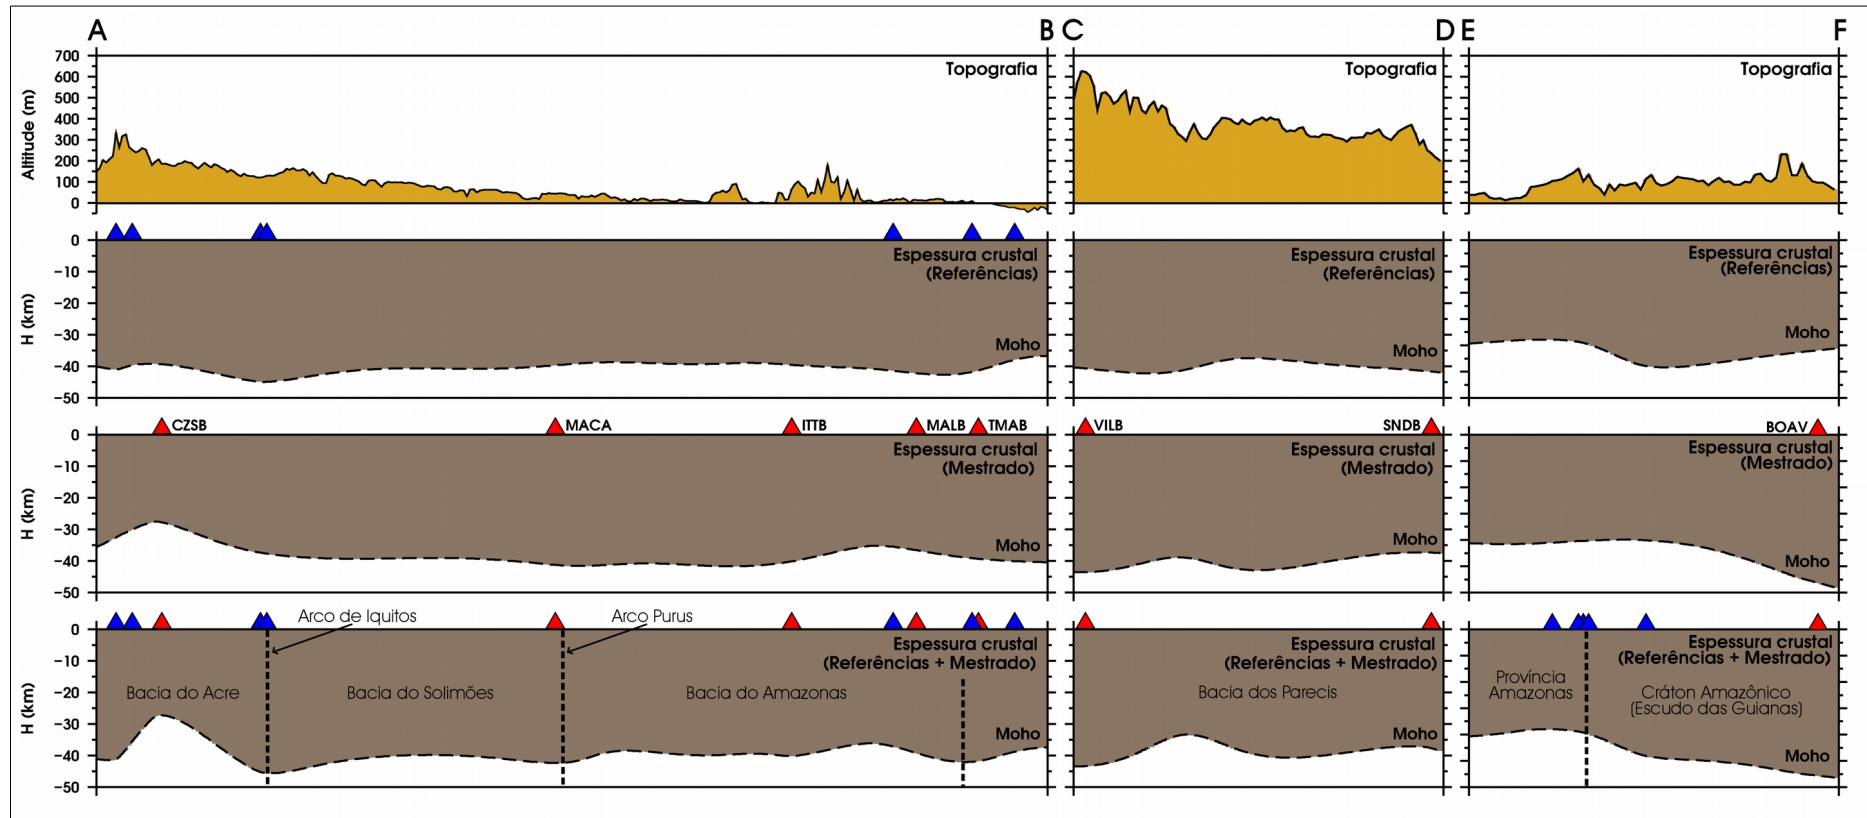 A
B
C
D
E
F
Altitude (m)
700
600
500
400
300
200
100
0
Topografia
Topografia
Topografia
H (km)
0
−10
−20
−30
−40
−50
Espessura crustal
(Referências)
Moho
Espessura crustal
(Referências)
Moho
Espessura crustal
(Referências)
Moho
CZSB
MACA
ITTB
MALB
TMAB
VILB
SNDB
BOAV
H (km)
0
−10
−20
−30
−40
−50
Espessura crustal
(Mestrado)
Moho
Espessura crustal
(Mestrado)
Moho
Espessura crustal
(Mestrado)
Moho
Arco de Iquitos
Arco Purus
H (km)
0
−10
−20
−30
−40
−50
Espessura crustal
(Referências + Mestrado)
Bacia do Acre
Bacia do Solimões
Bacia do Amazonas
Moho
Espessura crustal
(Referências + Mestrado)
Bacia dos Parecis
Moho
Espessura crustal
(Referências + Mestrado)
Província
Amazonas
Cráton Amazônico
(Escudo das Guianas)
Moho